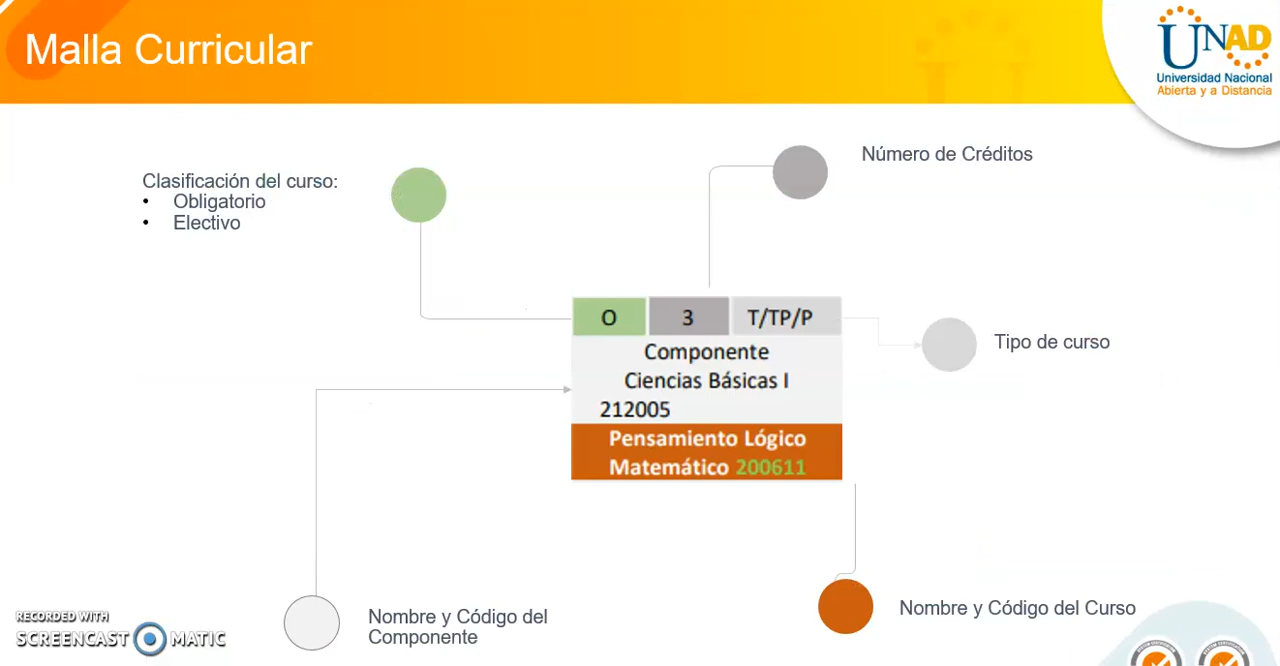 Malla Curricular
UNAD
Universidad Nacional
Abierta y a Distancia
Clasificación del curso:
• Obligatorio
• Electivo
Número de Créditos
O 3 T/TP/P
Componente
Ciencias Básicas I
212005
Pensamiento Lógico
Matemático 200611
Tipo de curso
Nombre y Código del
Componente
Nombre y Código del Curso
RECORDED WITH
SCREENCAST MATIC